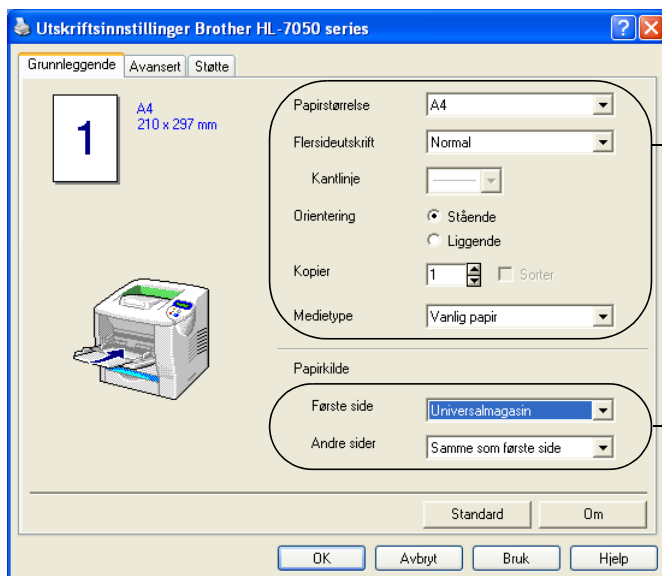 Utskriftsinnstillinger Brother HL-7050 series
Grunnleggende Avansert Støtte
1
A4
210 x 297 mm
Papirstørrelse A4
Flersideutskrift Normal
Kantlinje
Orientering Stående
Liggende
Kopier 1 Sorter
Medietype Vanlig papir
Papirkilde
Første side Universalmagasin
Andre sider Samme som første side
Standard Om
OK Avbryt Bruk Hjelp